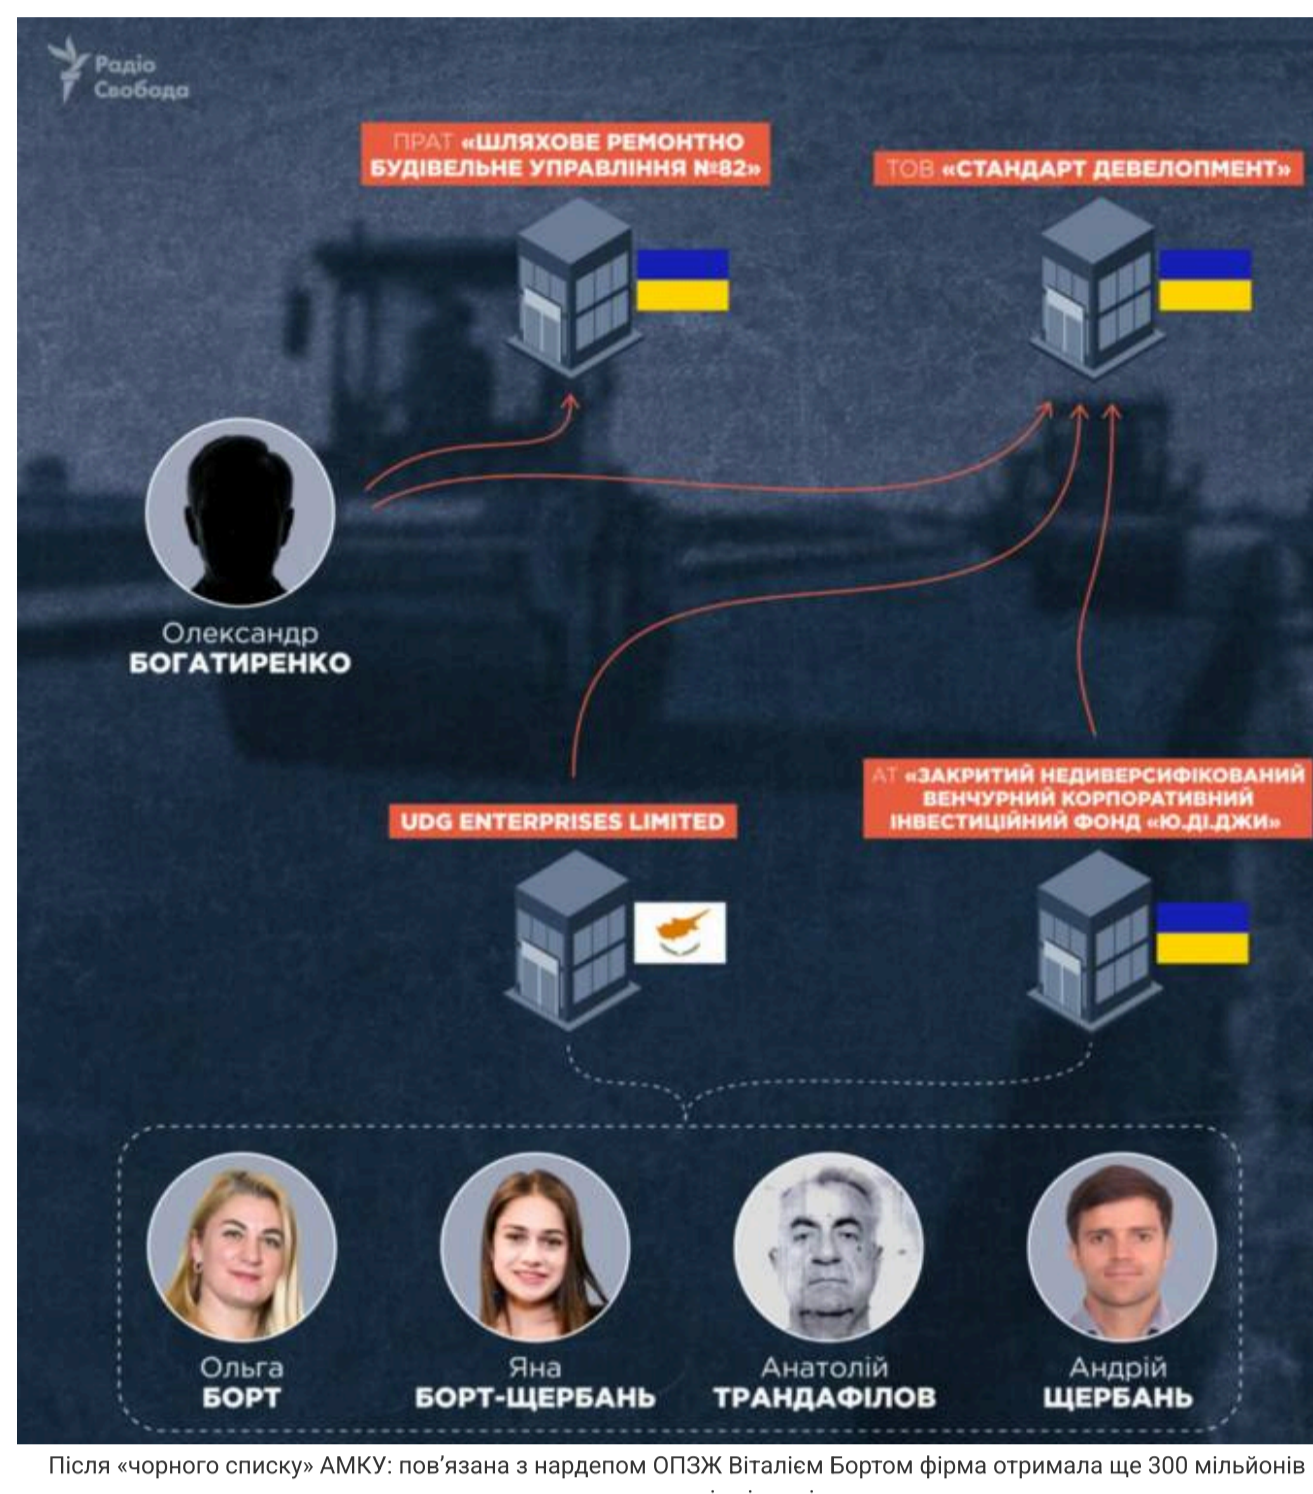 Радіо
Свобода
ПРАТ «ШЛЯХОВЕ РЕМОНТНО
БУДІВЕЛЬНЕ УПРАВЛІННЯ №82»
ТОВ «СТАНДАРТ ДЕВЕЛОПМЕНТ»
Олександр
БОГАТИРЕНКО
UDG ENTERPRISES LIMITED
АТ «ЗАКРИТИЙ НЕДИВЕРСИФІКОВАНИЙ
ВЕНЧУРНИЙ КОРПОРАТИВНИЙ
ІНВЕСТИЦІЙНИЙ ФОНД «Ю.ДІ.ДЖИ»
Ольга
БОРТ
Яна
БОРТ-ЩЕРБАНЬ
Анатолій
ТРАНДАФІЛОВ
Андрій
ЩЕРБАНЬ
Після «чорного списку» АМКУ: пов’язана з нардепом ОПЗЖ Віталієм Бортом фірма отримала ще 300 мільйонів